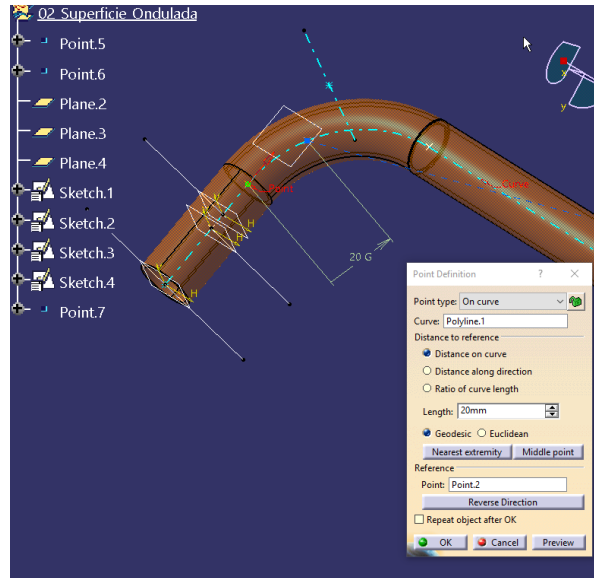 02 Superficie Ondulada
Point.5
Point.6
Plane.2
Plane.3
Plane.4
Sketch.1
Sketch.2
Sketch.3
Sketch.4
Point.7
x
y
Curve
20 G
V
H
V
H
H
V
H
Point Definition ? ×
Point type: On curve
Curve: Polyline.1
Distance to reference
Distance on curve
Distance along direction
Ratio of curve length
Length: 20mm
Geodesic Euclidean
Nearest extremity Middle point
Reference
Point: Point.2
Reverse Direction
Repeat object after OK
OK Cancel Preview